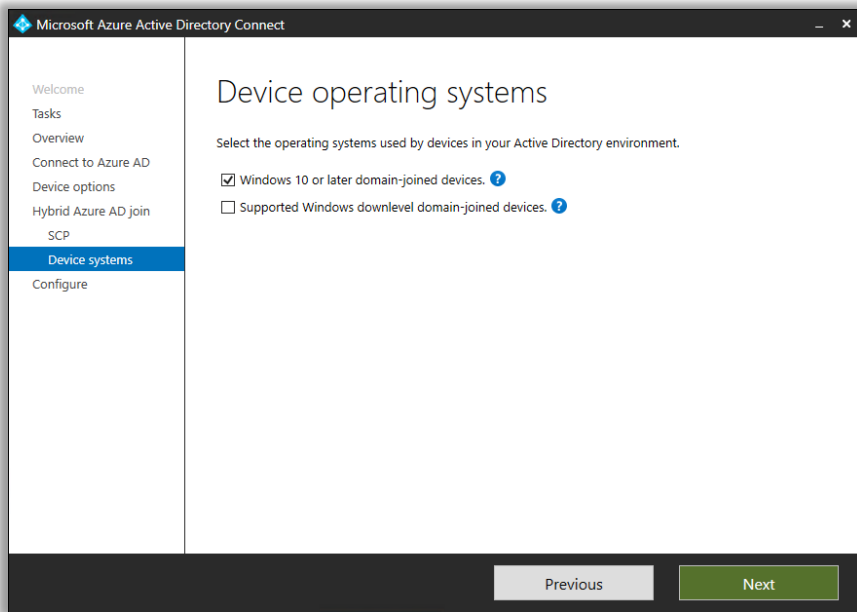 Microsoft Azure Active Directory Connect
Welcome
Tasks
Overview
Connect to Azure AD
Device options
Hybrid Azure AD join
SCP
Device systems
Configure
Device operating systems
Select the operating systems used by devices in your Active Directory environment.
Windows 10 or later domain-joined devices. ?
Supported Windows downlevel domain-joined devices. ?
Previous
Next